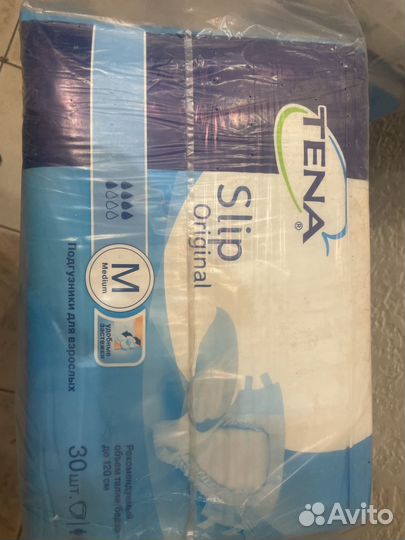 TENA
®
Slip
Original
M
Medium
удобные
застежки
Подгузники для взрослых
Рекомендуемый
объем талии/бедер
до 120 см
30 шт.
Avito